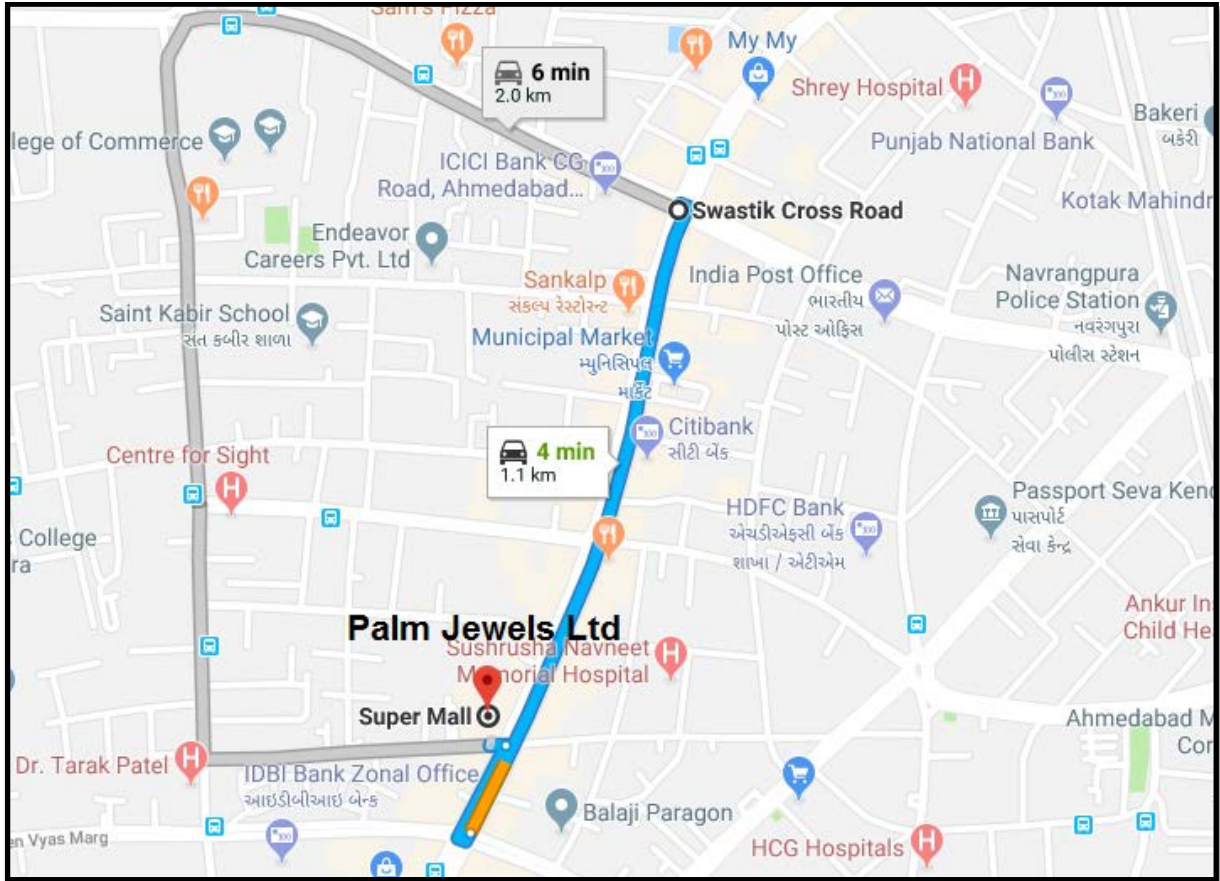 Sam's Pizza
6 min
2.0 km
My My
Shrey Hospital
Punjab National Bank
Bakeri
બકેરી
lege of Commerce
ICICI Bank CG
Road, Ahmedabad...
Kotak Mahindr
Swastik Cross Road
Endeavor
Careers Pvt. Ltd
Sankalp
સંકલ્પ રેસ્ટોરન્ટ
India Post Office
ભારતીય
પોસ્ટ ઓફિસ
Navrangpura
Police Station
નવરંગપુરા
પોલીસ સ્ટેશન
Saint Kabir School
સંત કબીર શાળા
Municipal Market
મ્યુનિસિપલ
માર્કેટ
Citibank
સીટી બેંક
4 min
1.1 km
Centre for Sight
HDFC Bank
એચડીએફસી બેંક
શાખા / એટીએમ
Passport Seva Kend
પાસપોર્ટ
સેવા કેન્દ્ર
College
ra
Palm Jewels Ltd
Sushrusha Navneet
Memorial Hospital
Ankur In
Child He
Super Mall
Ahmedabad M
Cor
Dr. Tarak Patel
IDBI Bank Zonal Office
આઇડીબીઆઇ બેન્ક
Balaji Paragon
en Vyas Marg
HCG Hospitals